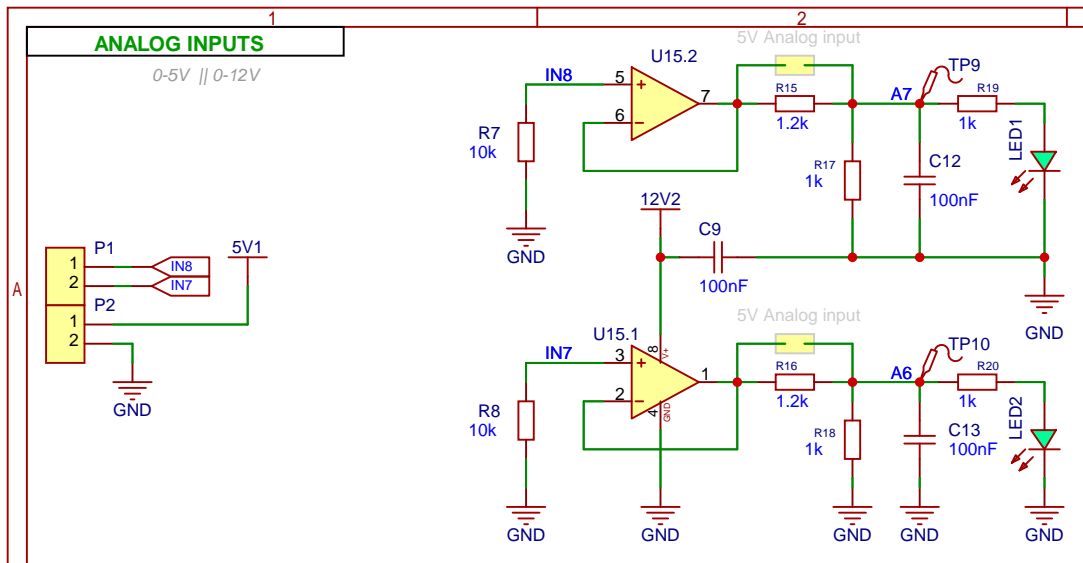 1
2
ANALOG INPUTS
0-5V || 0-12V
A
P1
1
2
IN8
IN7
5V1
P2
1
2
GND
5V Analog input
U15.2
IN8
5
+
6
−
7
R15
1.2k
A7
TP9
R19
1k
LED1
R7
10k
GND
R17
1k
C12
100nF
12V2
C9
100nF
GND
5V Analog input
U15.1
IN7
3
+
2
−
8
V+
4
GND
1
R16
1.2k
A6
TP10
R20
1k
LED2
R8
10k
R18
1k
C13
100nF
GND
GND
GND
GND
GND